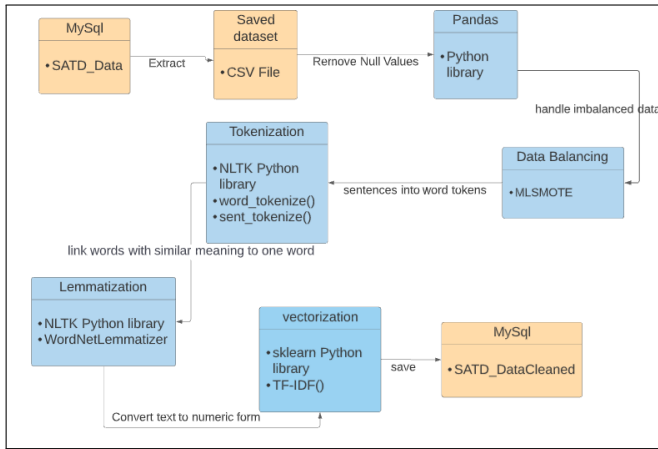 MySql
• SATD_Data
Extract
Saved
dataset
• CSV File
Rernove Null Values
Pandas
• Python
library
handle imbalanced data
Data Balancing
• MLSMOTE
sentences into word tokens
Tokenization
• NLTK Python
library
• word_tokenize()
• sent_tokenize()
link words with similar meaning to one word
Lemmatization
• NLTK Python library
• WordNetLemmatizer
Convert text to numeric form
vectorization
• sklearn Python
library
• TF-IDF()
save
MySql
• SATD_DataCleaned